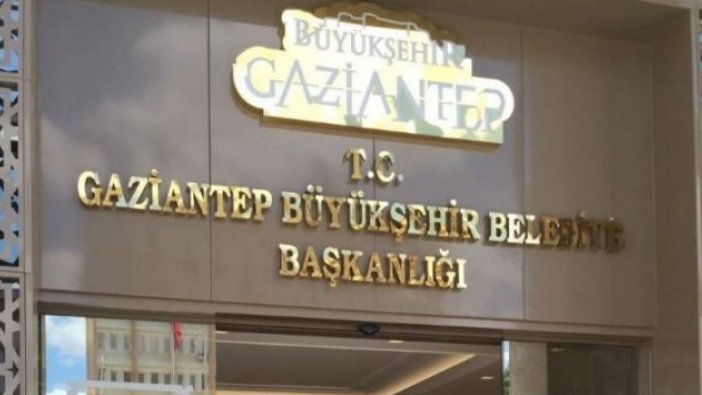 BÜYÜKŞEHİR
GAZİANTEP
T.C.
GAZİANTEP BÜYÜKŞEHİR BELEDİYE
BAŞKANLIĞI